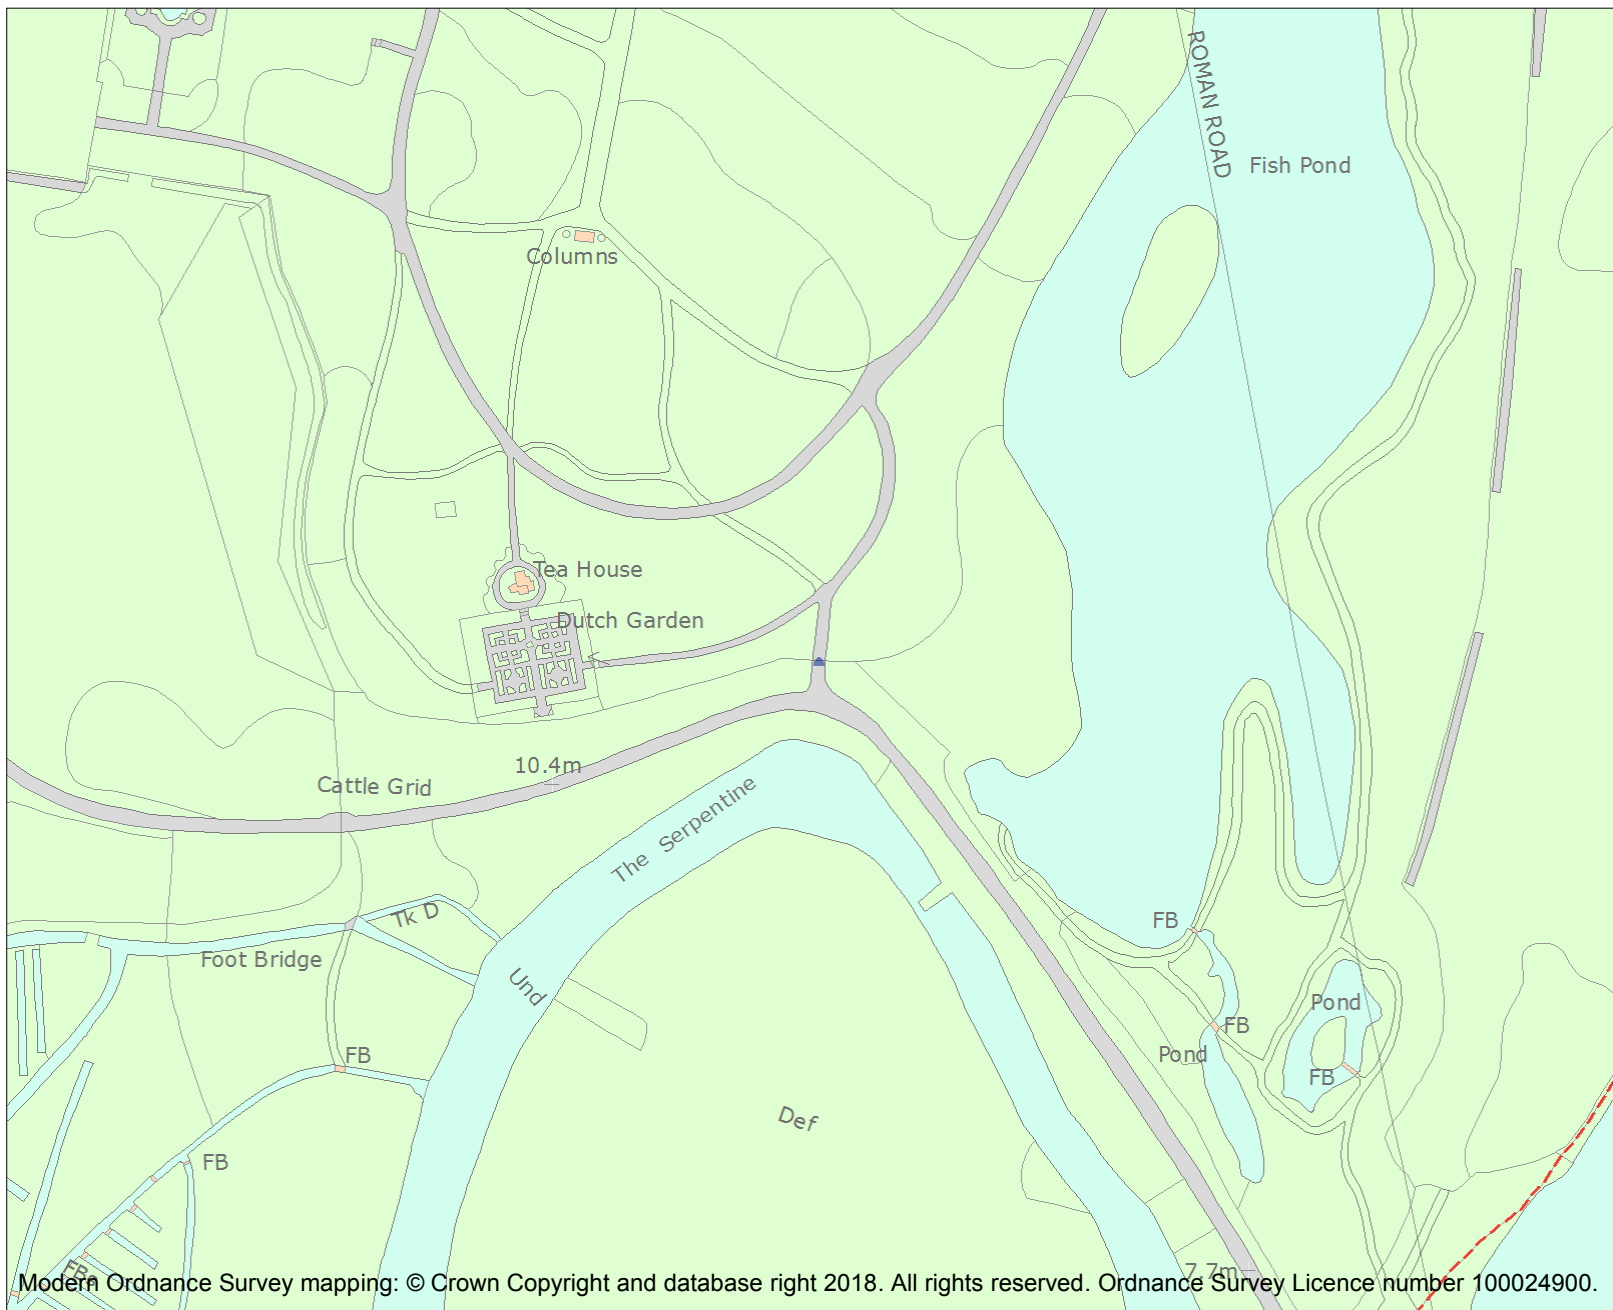 ROMAN ROAD
Fish Pond
Columns
Tea House
Dutch Garden
10.4m
Cattle Grid
The Serpentine
Tk D
FB
Foot Bridge
Und
Pond
FB
Pond
FB
FB
Def
FB
FBs
7.7m
Modern Ordnance Survey mapping: © Crown Copyright and database right 2018. All rights reserved. Ordnance Survey Licence number 100024900.